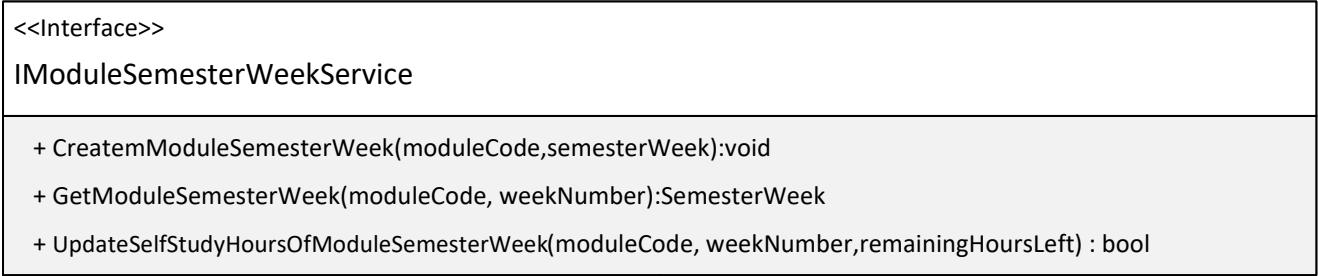 <<Interface>>
IModuleSemesterWeekService
+ CreatemModuleSemesterWeek(moduleCode,semesterWeek):void
+ GetModuleSemesterWeek(moduleCode, weekNumber):SemesterWeek
+ UpdateSelfStudyHoursOfModuleSemesterWeek(moduleCode, weekNumber,remainingHoursLeft) : bool